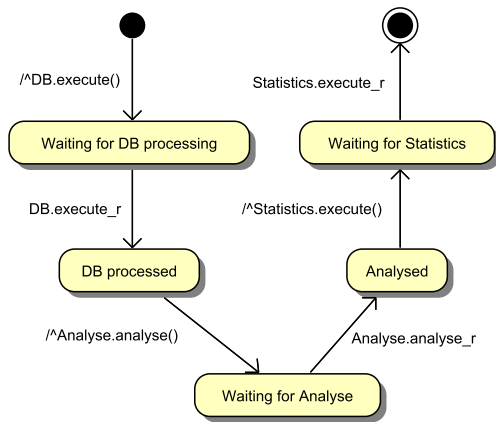 /^DB.execute()
Statistics.execute_r
Waiting for DB processing
Waiting for Statistics
DB.execute_r
/^Statistics.execute()
DB processed
Analysed
/^Analyse.analyse()
Analyse.analyse_r
Waiting for Analyse